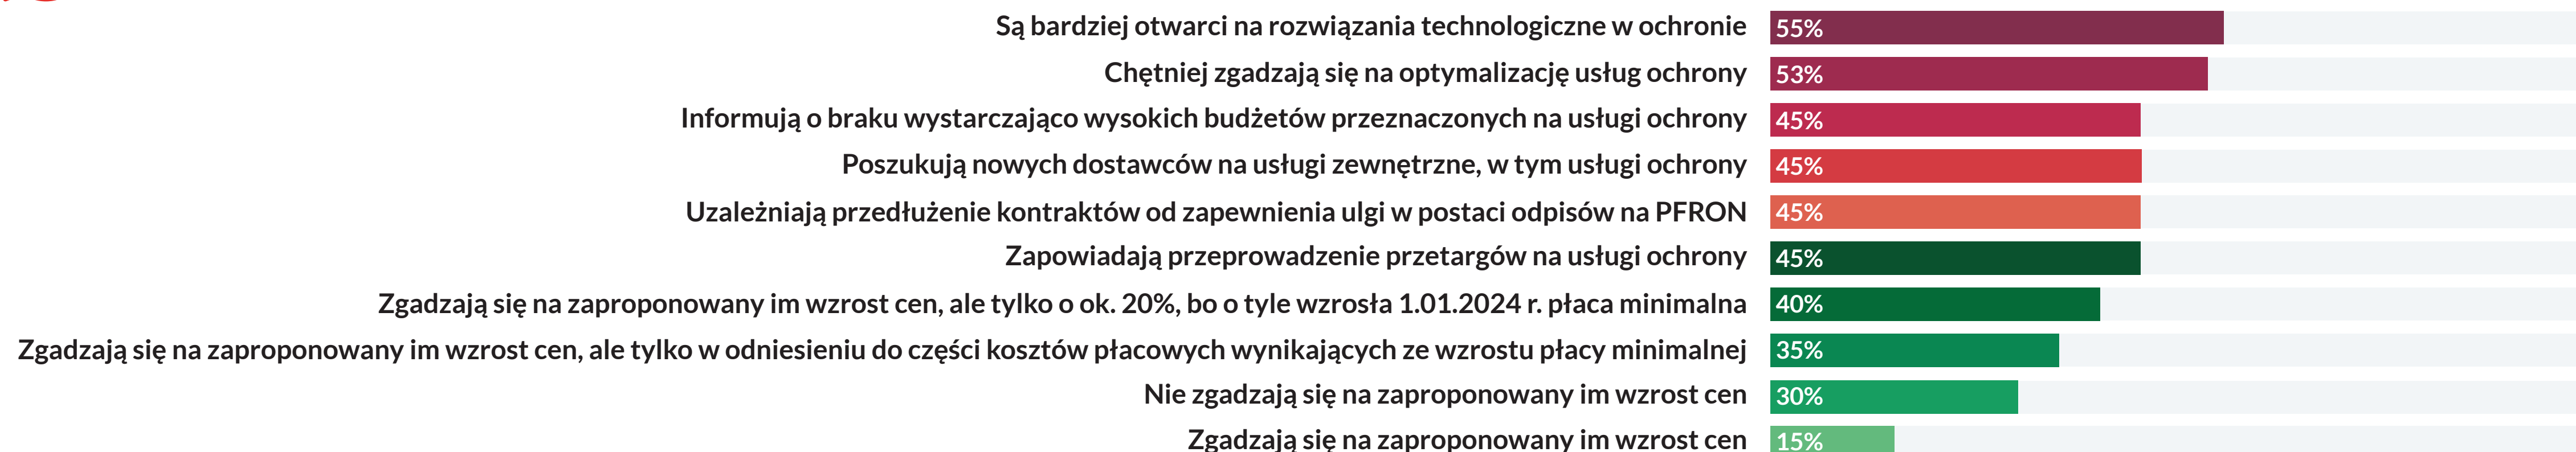 Są bardziej otwarci na rozwiązania technologiczne w ochronie 55%
Chętniej zgadzają się na optymalizację usług ochrony 53%
Informują o braku wystarczająco wysokich budżetów przeznaczonych na usługi ochrony 45%
Poszukują nowych dostawców na usługi zewnętrzne, w tym usługi ochrony 45%
Uzależniają przedłużenie kontraktów od zapewnienia ulgi w postaci odpisów na PFRON 45%
Zapowiadają przeprowadzenie przetargów na usługi ochrony 45%
Zgadzają się na zaproponowany im wzrost cen, ale tylko o ok. 20%, bo o tyle wzrosła 1.01.2024 r. płaca minimalna 40%
Zgadzają się na zaproponowany im wzrost cen, ale tylko w odniesieniu do części kosztów płacowych wynikających ze wzrostu płacy minimalnej 35%
Nie zgadzają się na zaproponowany im wzrost cen 30%
Zgadzają się na zaproponowany im wzrost cen 15%